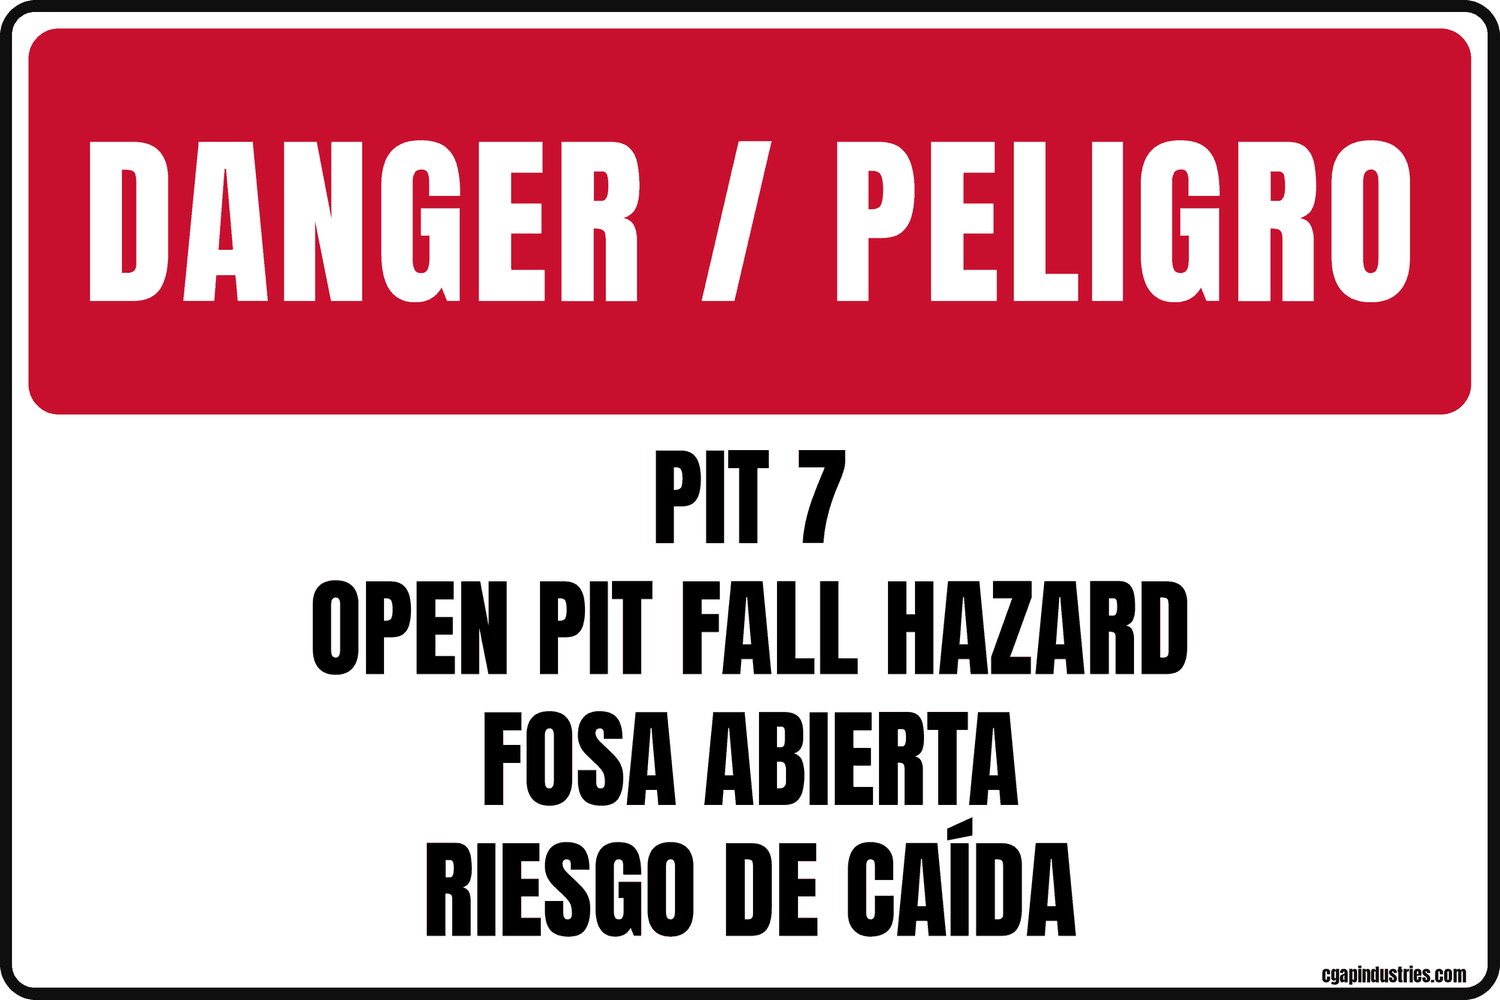 DANGER / PELIGRO
PIT 7
OPEN PIT FALL HAZARD
FOSA ABIERTA
RIESGO DE CAÍDA
cgapindustries.com